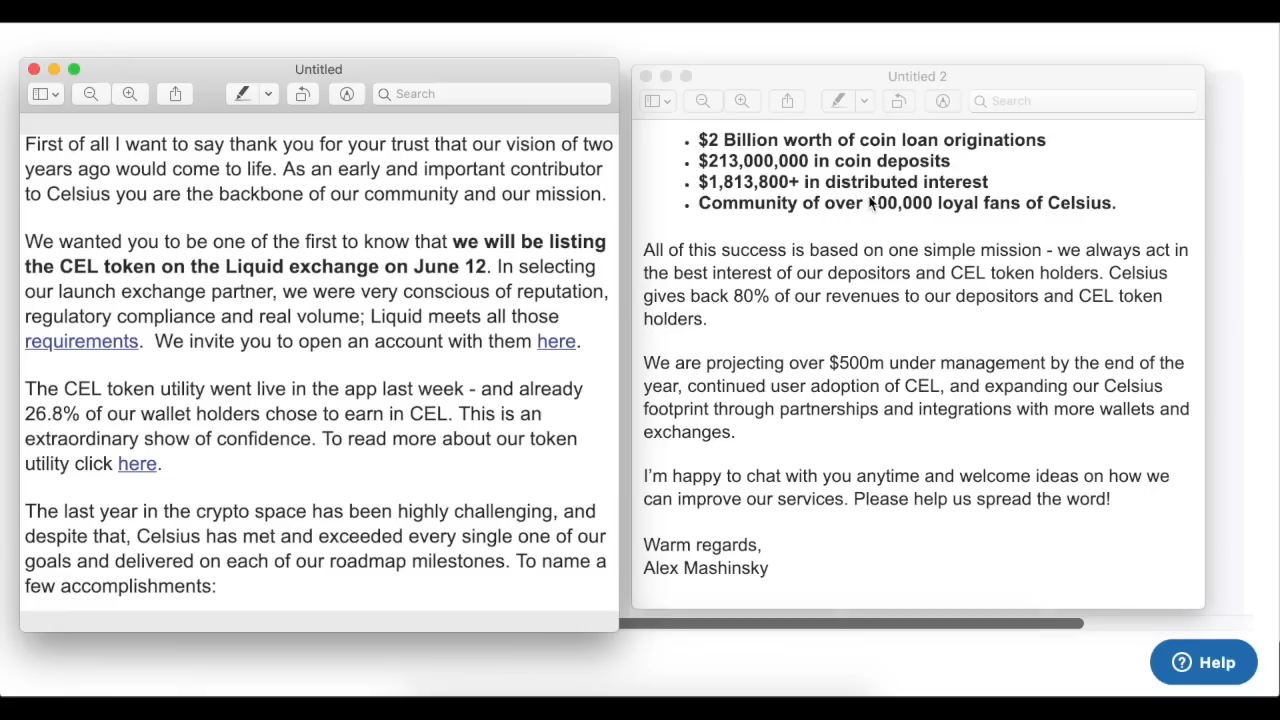 Untitled
Search
First of all I want to say thank you for your trust that our vision of two
years ago would come to life. As an early and important contributor
to Celsius you are the backbone of our community and our mission.
We wanted you to be one of the first to know that we will be listing
the CEL token on the Liquid exchange on June 12. In selecting
our launch exchange partner, we were very conscious of reputation,
regulatory compliance and real volume; Liquid meets all those
requirements.  We invite you to open an account with them here.
The CEL token utility went live in the app last week - and already
26.8% of our wallet holders chose to earn in CEL. This is an
extraordinary show of confidence. To read more about our token
utility click here.
The last year in the crypto space has been highly challenging, and
despite that, Celsius has met and exceeded every single one of our
goals and delivered on each of our roadmap milestones. To name a
few accomplishments:
Untitled 2
Search
• $2 Billion worth of coin loan originations
• $213,000,000 in coin deposits
• $1,813,800+ in distributed interest
• Community of over 00,000 loyal fans of Celsius.
All of this success is based on one simple mission - we always act in
the best interest of our depositors and CEL token holders. Celsius
gives back 80% of our revenues to our depositors and CEL token
holders.
We are projecting over $500m under management by the end of the
year, continued user adoption of CEL, and expanding our Celsius
footprint through partnerships and integrations with more wallets and
exchanges.
I'm happy to chat with you anytime and welcome ideas on how we
can improve our services. Please help us spread the word!
Warm regards,
Alex Mashinsky
Help